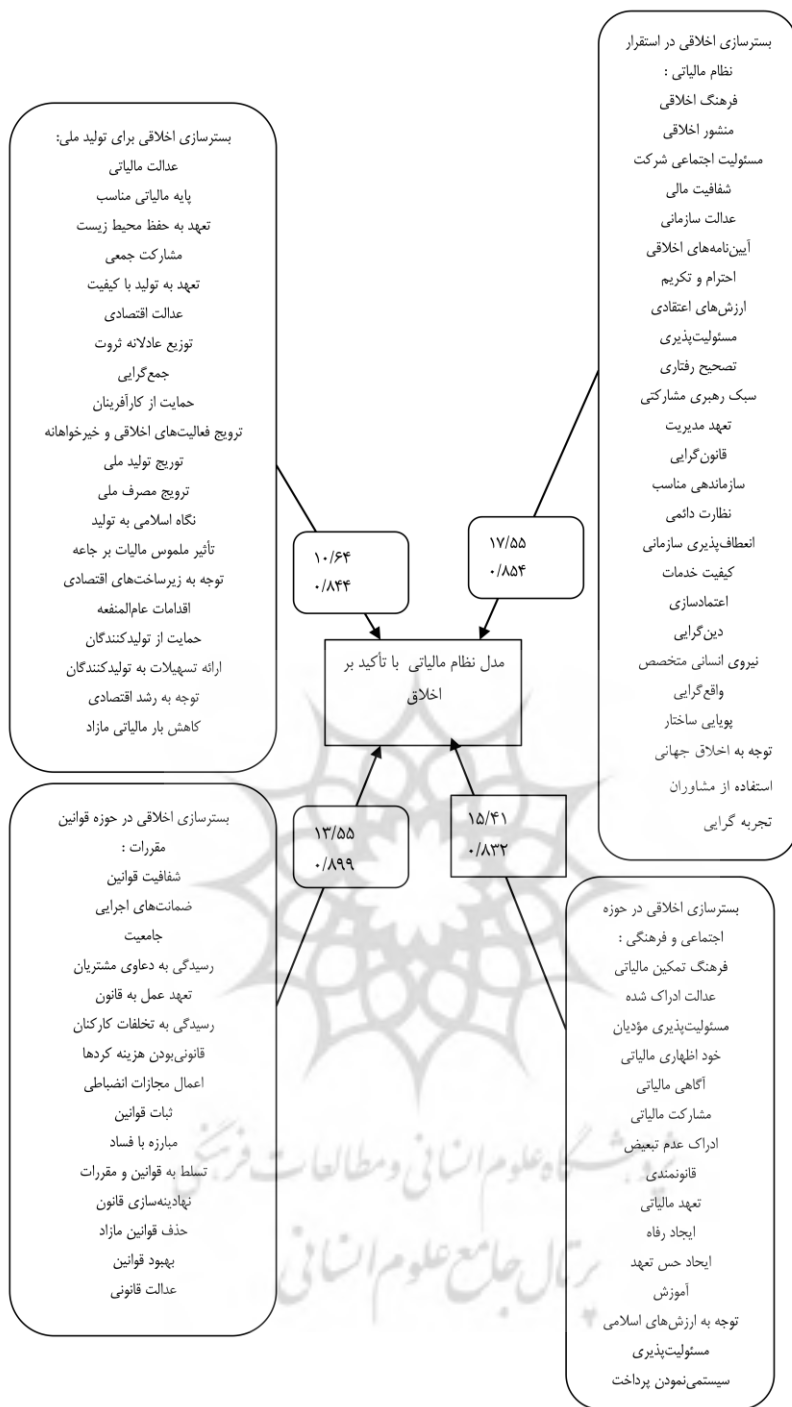 بسترسازی اخلاقی در استقرار
نظام مالیاتی :
فرهنگ اخلاقی
منشور اخلاقی
مسئولیت اجتماعی شرکت
شفافیت مالی
عدالت سازمانی
آیین‌نامه‌های اخلاقی
احترام و تکریم
ارزش‌های اعتقادی
مسئولیت‌پذیری
تصحیح رفتاری
سبک رهبری مشارکتی
تعهد مدیریت
قانون‌گرایی
سازماندهی مناسب
نظارت دائمی
انعطاف‌پذیری سازمانی
کیفیت خدمات
اعتمادسازی
دین‌گرایی
نیروی انسانی متخصص
واقع‌گرایی
پویایی ساختار
توجه به اخلاق جهانی
استفاده از مشاوران
تجربه گرایی
بسترسازی اخلاقی برای تولید ملی:
عدالت مالیاتی
پایه مالیاتی مناسب
تعهد به حفظ محیط زیست
مشارکت جمعی
تعهد به تولید با کیفیت
عدالت اقتصادی
توزیع عادلانه ثروت
جمع‌گرایی
حمایت از کارآفرینان
ترویج فعالیت‌های اخلاقی و خیرخواهانه
توریج تولید ملی
ترویج مصرف ملی
نگاه اسلامی به تولید
تأثیر ملموس مالیات بر جاعه
توجه به زیرساخت‌های اقتصادی
اقدامات عام‌المنفعه
حمایت از تولیدکنندگان
ارائه تسهیلات به تولیدکنندگان
توجه به رشد اقتصادی
کاهش بار مالیاتی مازاد
۱۷/۵۵
۰/۸۵۴
۱۰/۶۴
۰/۸۴۴
مدل نظام مالیاتی با تأکید بر
اخلاق
۱۵/۴۱
۰/۸۳۲
۱۳/۵۵
۰/۸۹۹
بسترسازی اخلاقی در حوزه
اجتماعی و فرهنگی :
فرهنگ تمکین مالیاتی
عدالت ادراک شده
مسئولیت‌پذیری مؤدیان
خود اظهاری مالیاتی
آگاهی مالیاتی
مشارکت مالیاتی
ادراک عدم تبعیض
قانونمندی
تعهد مالیاتی
ایجاد رفاه
ایحاد حس تعهد
آموزش
توجه به ارزش‌های اسلامی
مسئولیت‌پذیری
سیستمی‌نمودن پرداخت
بسترسازی اخلاقی در حوزه قوانین
مقررات :
شفافیت قوانین
ضمانت‌های اجرایی
جامعیت
رسیدگی به دعاوی مشتریان
تعهد عمل به قانون
رسیدگی به تخلفات کارکنان
قانونی‌بودن هزینه کردها
اعمال مجازات انضباطی
ثبات قوانین
مبارزه با فساد
تسلط به قوانین و مقررات
نهادینه‌سازی قانون
حذف قوانین مازاد
بهبود قوانین
عدالت قانونی
پژوهشگاه علوم انسانی و مطالعات فرهنگی
پرتال جامع علوم انسانی